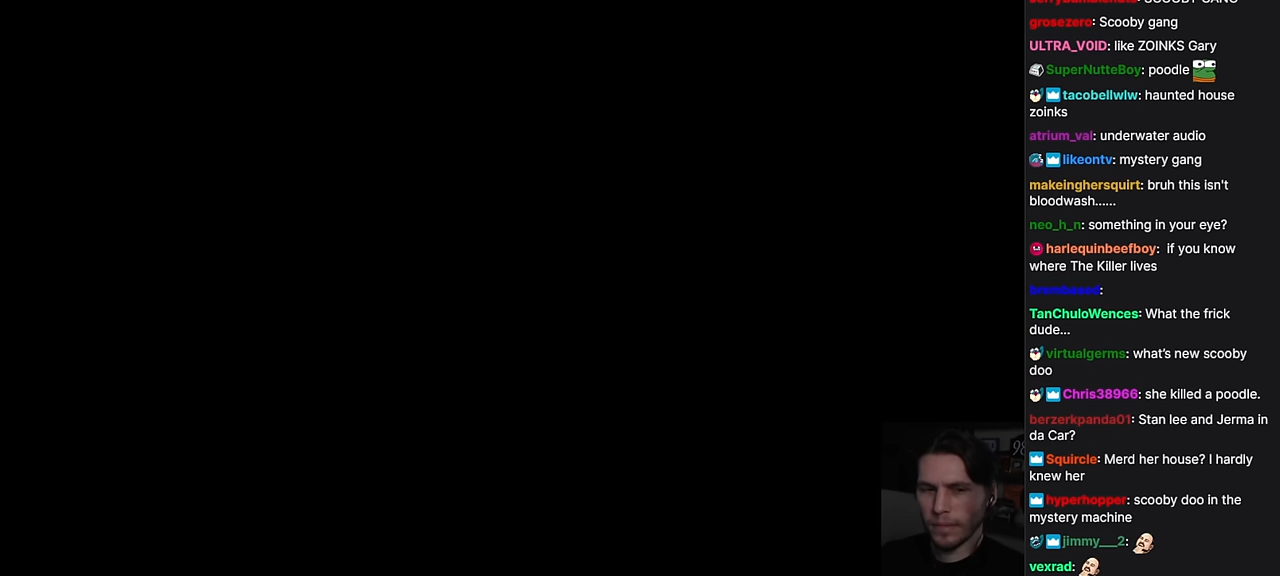 grosezero: Scooby gang
ULTRA_V0ID: like ZOINKS Gary
SuperNutteBoy: poodle
tacobellwlw: haunted house
zoinks
atrium_val: underwater audio
likeontv: mystery gang
makeinghersquirt: bruh this isn't
bloodwash......
neo_h_n: something in your eye?
harlequinbeefboy: if you know
where The Killer lives
TanChuloWences: What the frick
dude...
virtualgerms: what's new scooby
doo
Chris38966: she killed a poodle.
berzerkpanda01: Stan lee and Jerma in
da Car?
Squircle: Merd her house? I hardly
knew her
hyperhopper: scooby doo in the
mystery machine
jimmy___2:
vexrad: